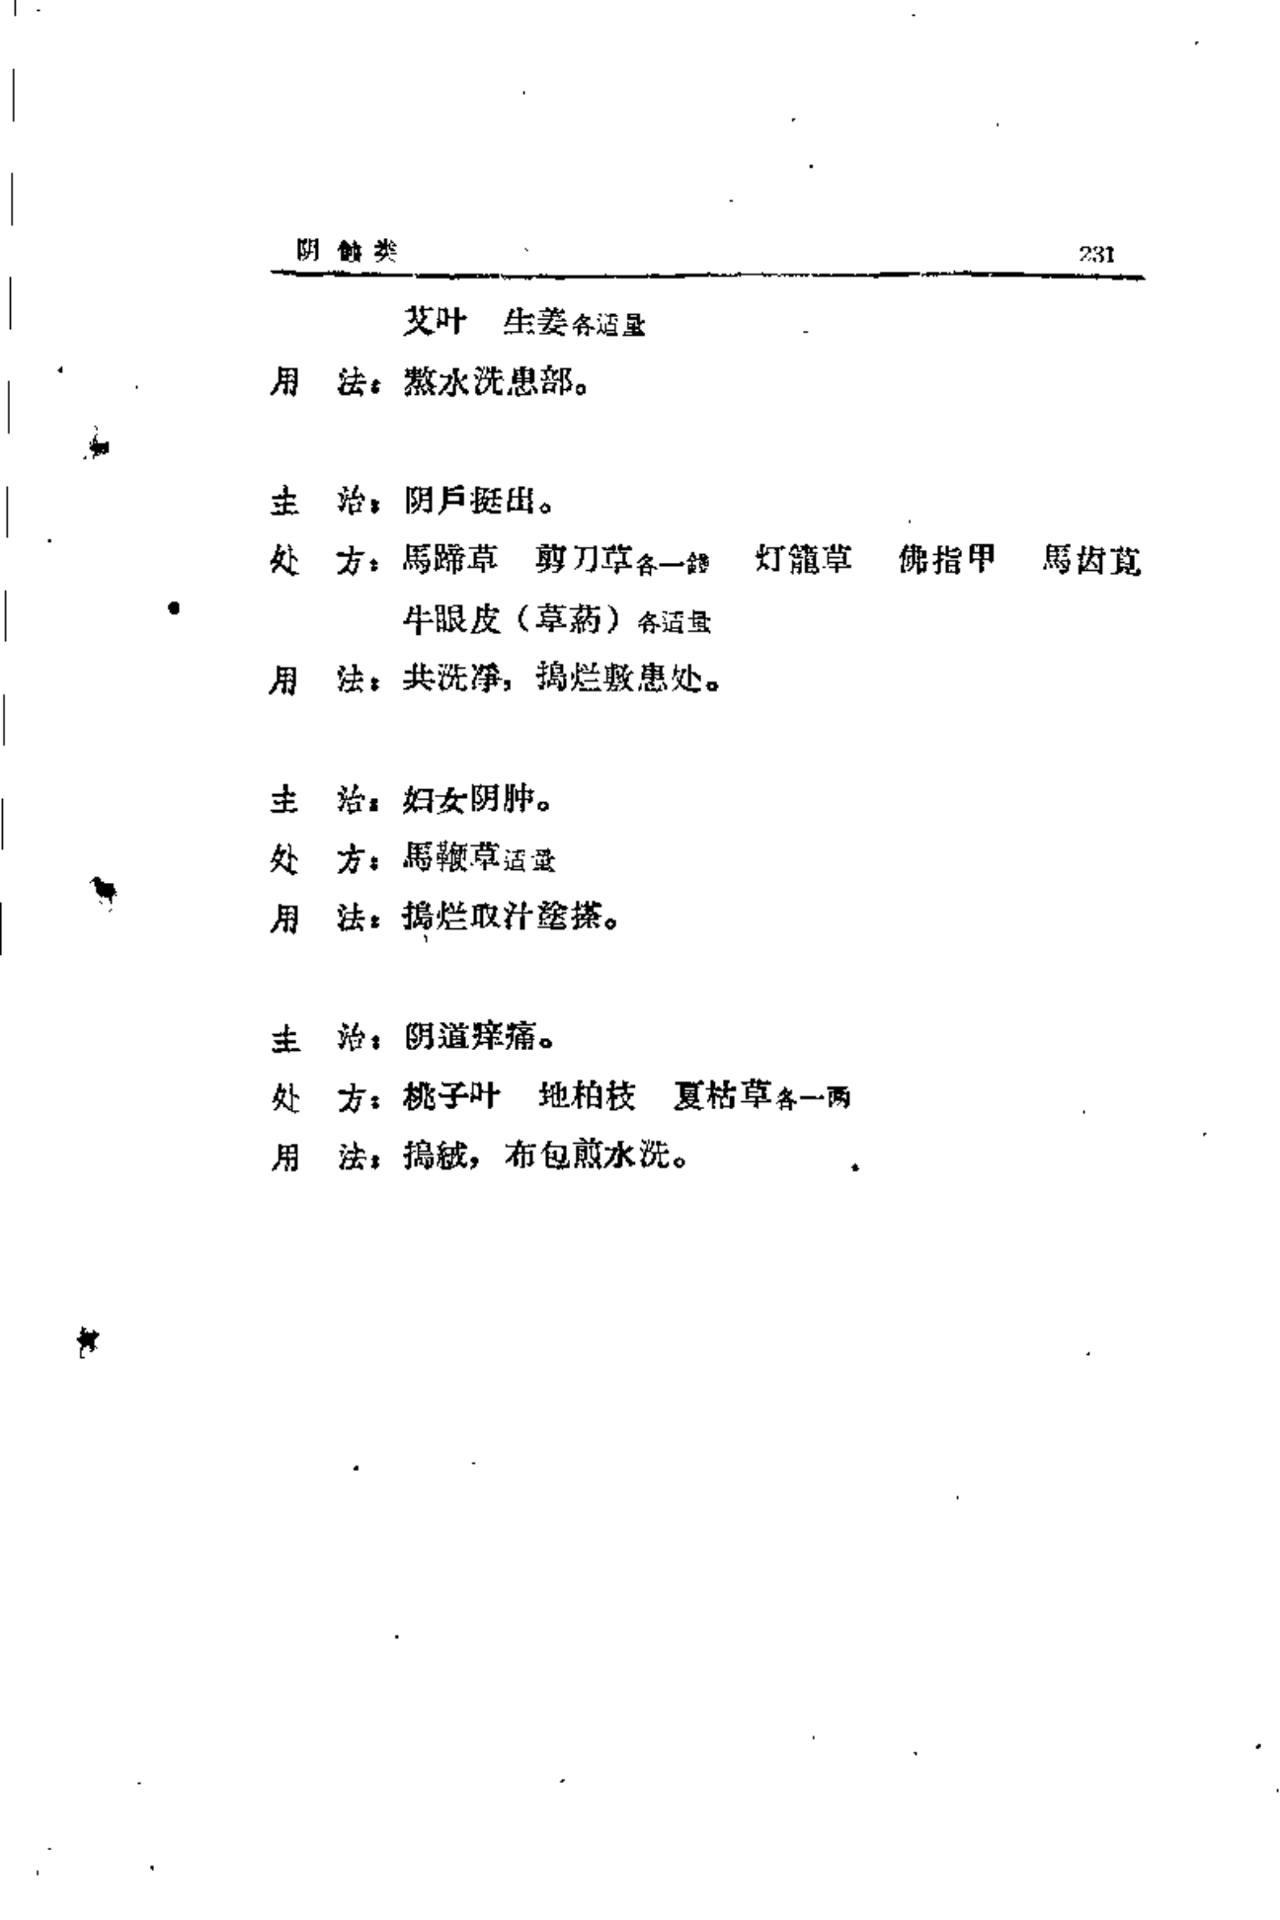 阴蝕类 231
艾叶 生姜各适量
用 法：熬水洗患部。
主 治：阴戶挺出。
处 方：馬蹄草 剪刀草各一錢 灯籠草 佛指甲 馬齿莧
牛眼皮（草药）各适量
用 法：共洗凈，搗烂敷患处。
主 治：妇女阴肿。
处 方：馬鞭草适量
用 法：搗烂取汁塗搽。
主 治：阴道痒痛。
处 方：桃子叶 地柏枝 夏枯草各一两
用 法：搗絨，布包煎水洗。